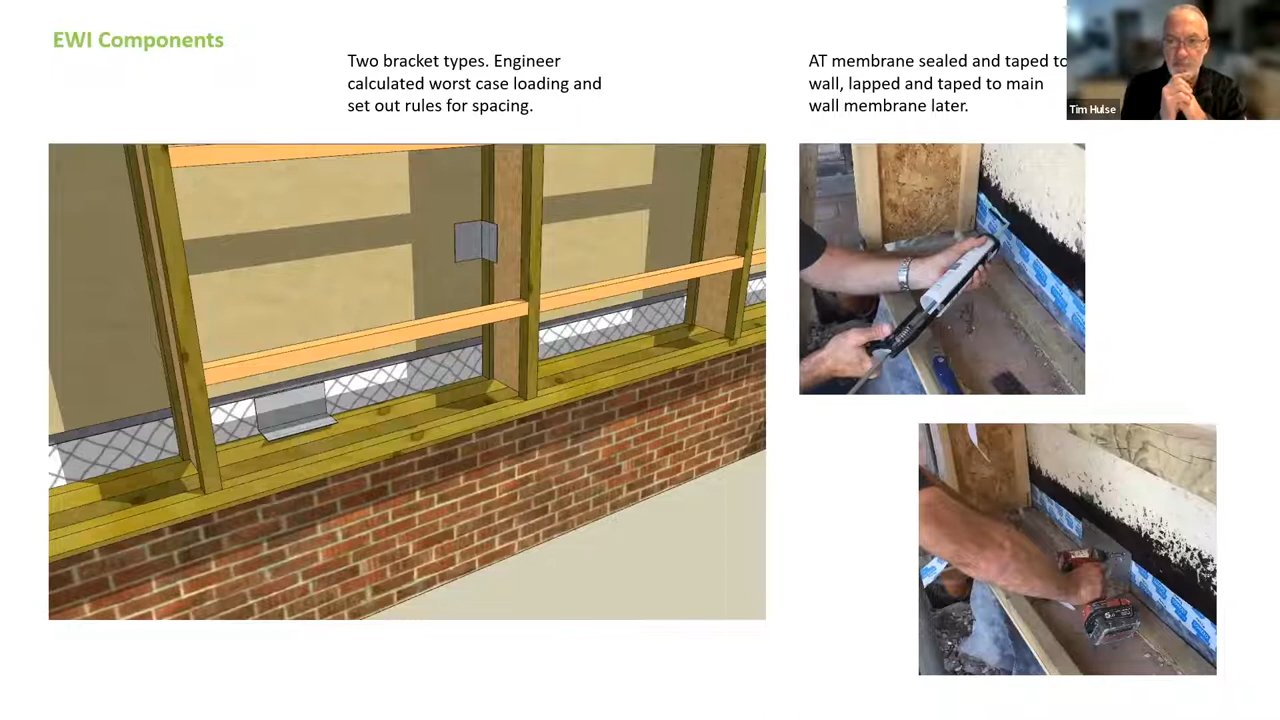 EWI Components
Two bracket types. Engineer
calculated worst case loading and
set out rules for spacing.
AT membrane sealed and taped to
wall, lapped and taped to main
wall membrane later.
Tim Hulse